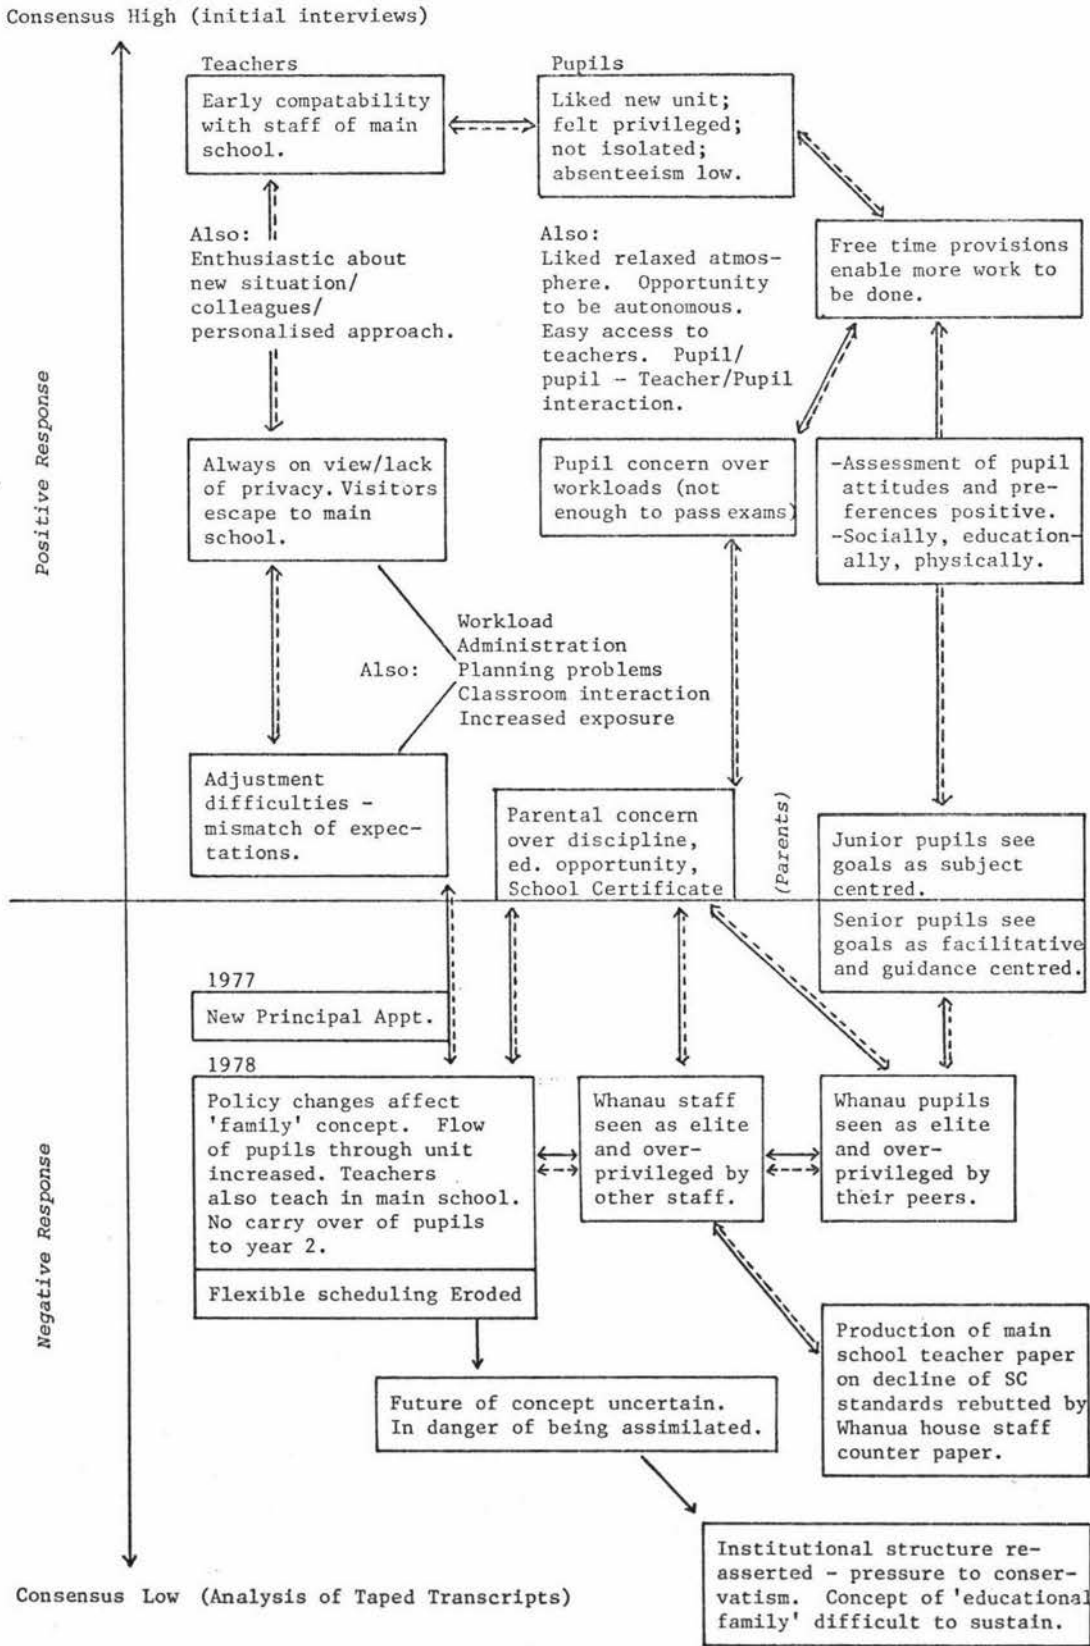 Consensus High (initial interviews)
Teachers
Early compatability
with staff of main
school.
Pupils
Liked new unit;
felt privileged;
not isolated;
absenteeism low.
Also:
Enthusiastic about
new situation/
colleagues/
personalised approach.
Also:
Liked relaxed atmos-
phere. Opportunity
to be autonomous.
Easy access to
teachers. Pupil/
pupil - Teacher/Pupil
interaction.
Free time provisions
enable more work to
be done.
Positive Response
Always on view/lack
of privacy. Visitors
escape to main
school.
Pupil concern over
workloads (not
enough to pass exams)
-Assessment of pupil
attitudes and pre-
ferences positive.
-Socially, education-
ally, physically.
Also:
Workload
Administration
Planning problems
Classroom interaction
Increased exposure
Adjustment
difficulties -
mismatch of expec-
tations.
Parental concern
over discipline,
ed. opportunity,
School Certificate
(Parents)
Junior pupils see
goals as subject
centred.
Senior pupils see
goals as facilitative
and guidance centred.
1977
New Principal Appt.
1978
Policy changes affect
'family' concept. Flow
of pupils through unit
increased. Teachers
also teach in main school.
No carry over of pupils
to year 2.
Flexible scheduling Eroded
Whanau staff
seen as elite
and over-
privileged by
other staff.
Whanau pupils
seen as elite
and over-
privileged by
their peers.
Negative Response
Production of main
school teacher paper
on decline of SC
standards rebutted by
Whanua house staff
counter paper.
Future of concept uncertain.
In danger of being assimilated.
Institutional structure re-
asserted - pressure to conser-
vatism. Concept of 'educational
family' difficult to sustain.
Consensus Low (Analysis of Taped Transcripts)